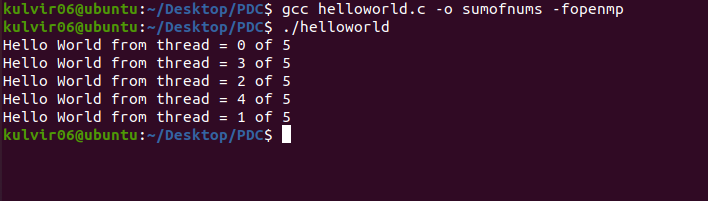 kulvir06@ubuntu:~/Desktop/PDC$ gcc helloworld.c -o sumofnums -fopenmp
kulvir06@ubuntu:~/Desktop/PDC$ ./helloworld
Hello World from thread = 0 of 5
Hello World from thread = 3 of 5
Hello World from thread = 2 of 5
Hello World from thread = 4 of 5
Hello World from thread = 1 of 5
kulvir06@ubuntu:~/Desktop/PDC$